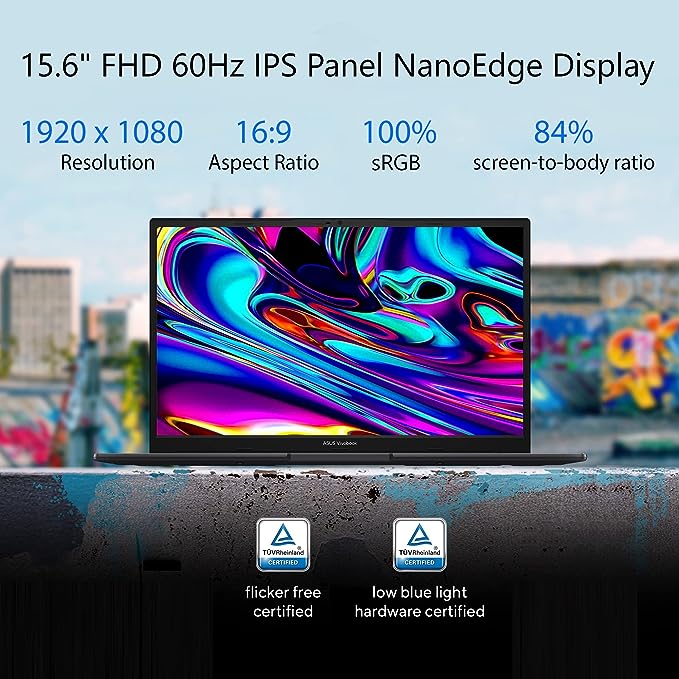 15.6" FHD 60Hz IPS Panel NanoEdge Display
1920 x 1080 16:9 100% 84%
Resolution Aspect Ratio sRGB screen-to-body ratio
ASUS Vivobook
TÜVRheinland TÜVRheinland
CERTIFIED CERTIFIED
flicker free low blue light
certified hardware certified